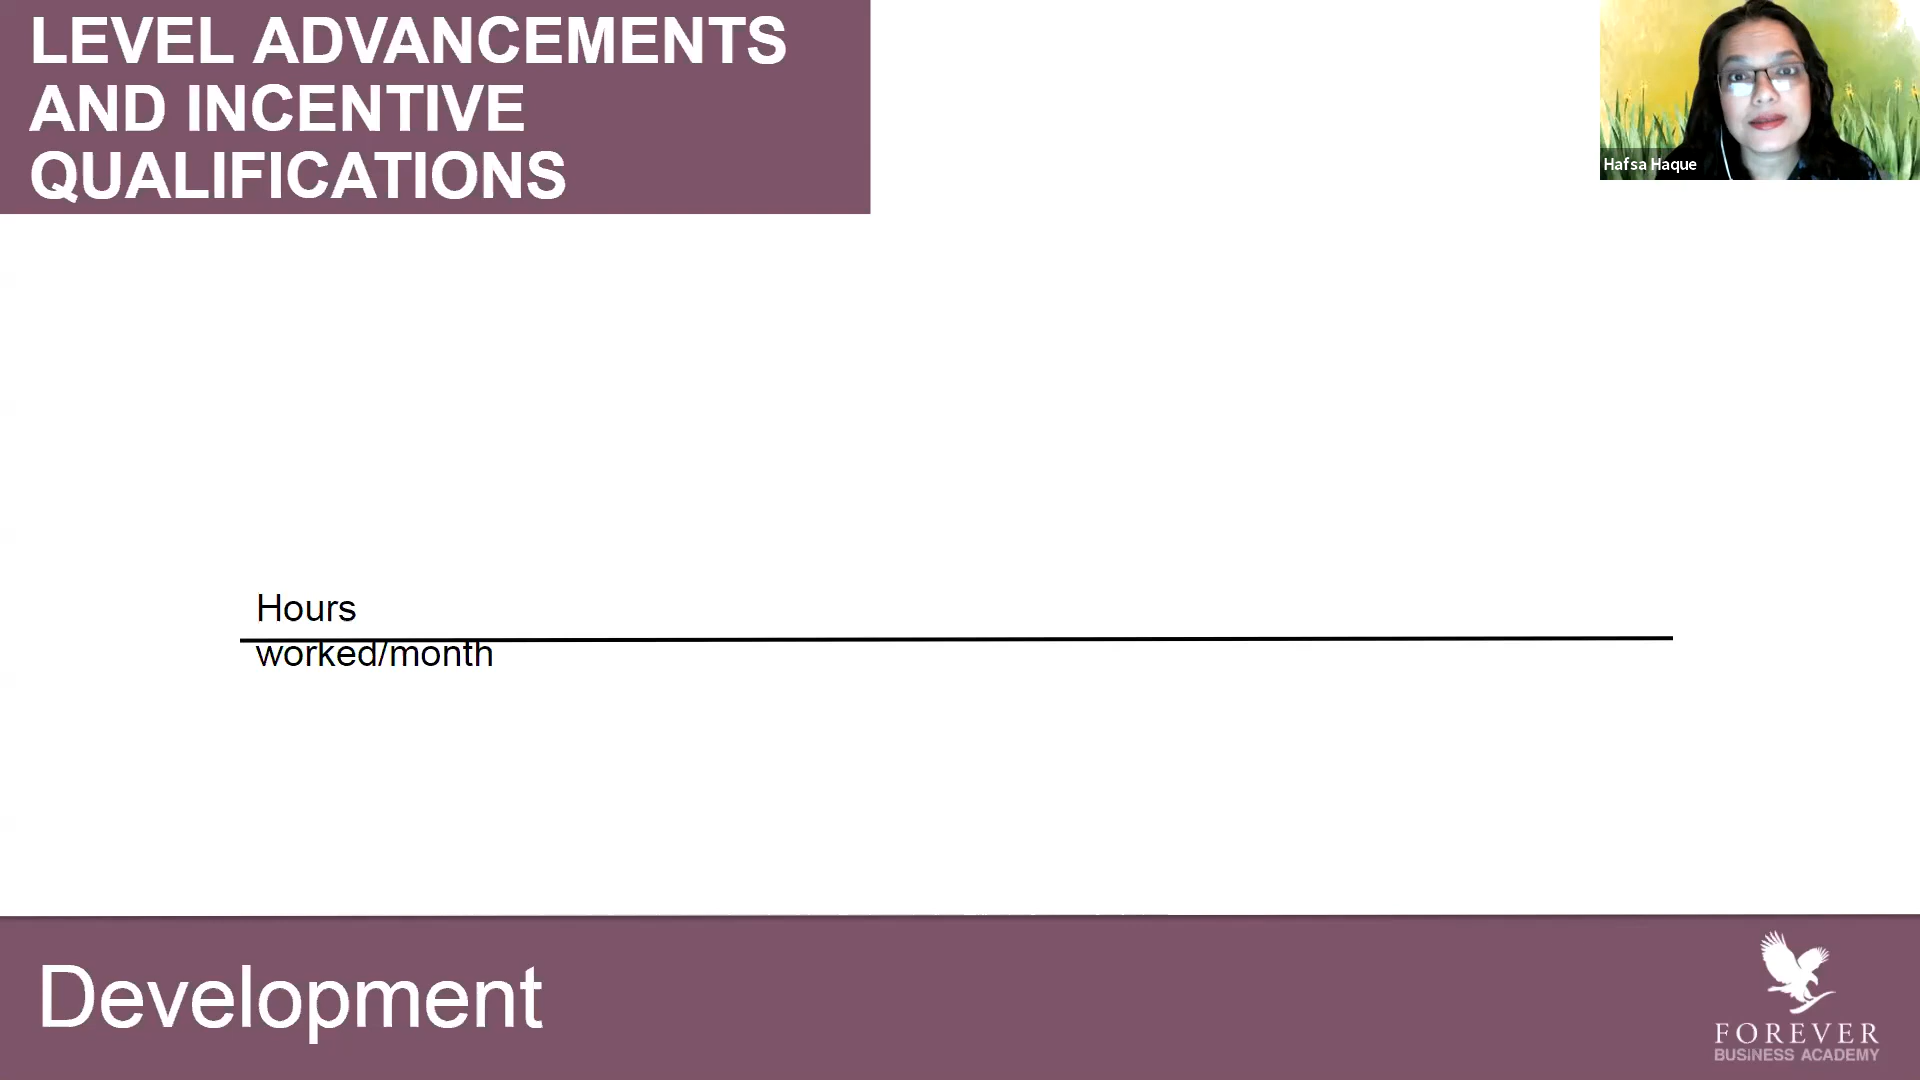 LEVEL ADVANCEMENTS
AND INCENTIVE
QUALIFICATIONS
Hafsa Haque
Hours
worked/month
Development
FOREVER
BUSINESS ACADEMY